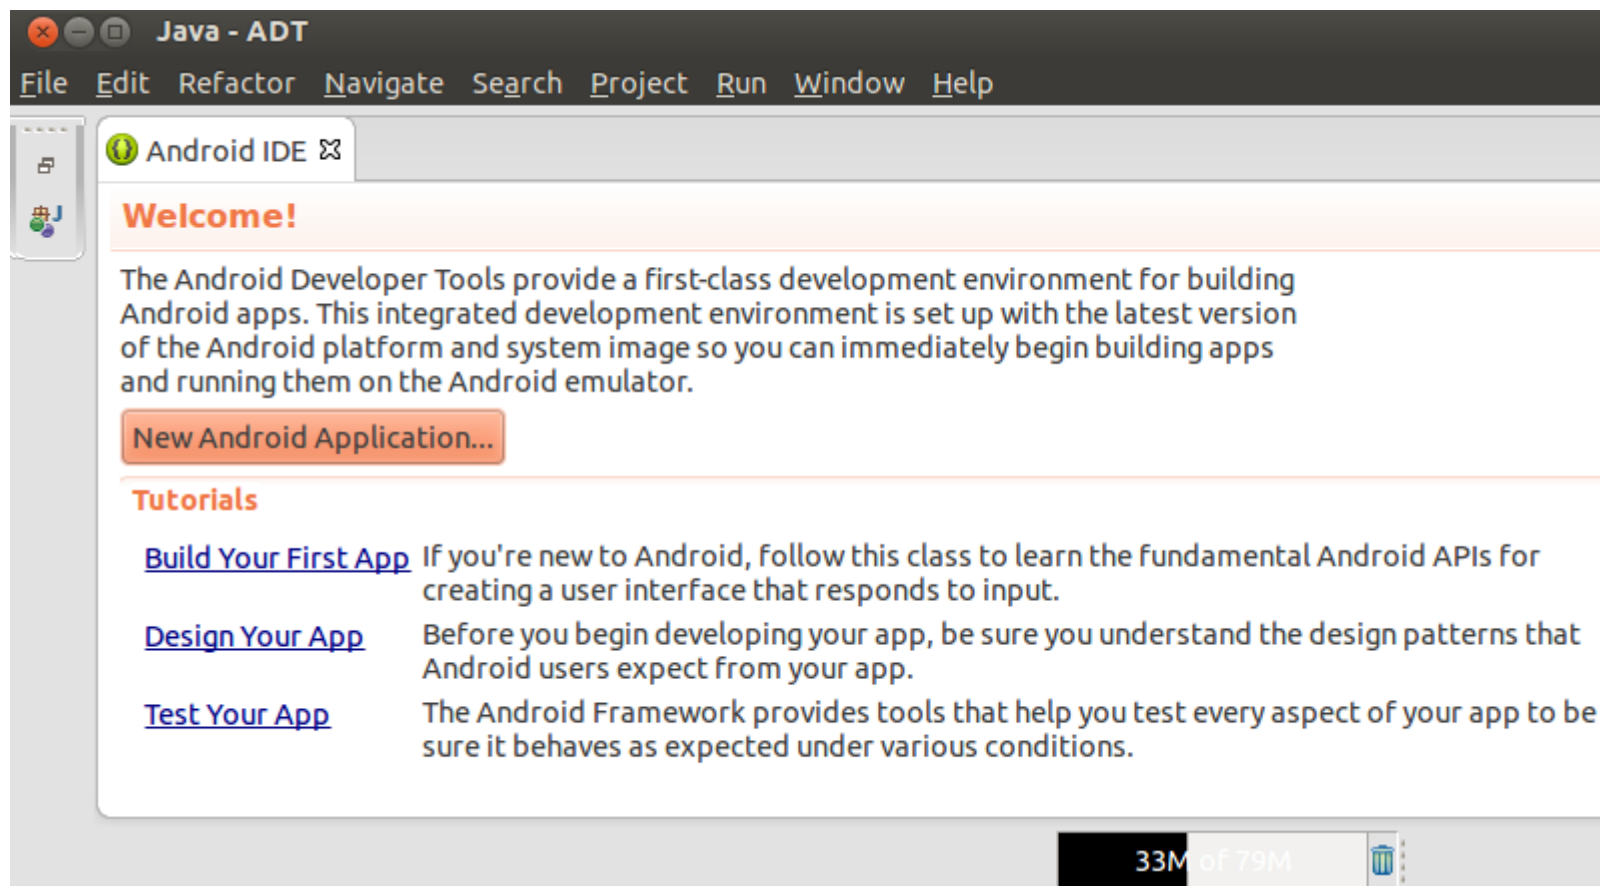 Java - ADT
File Edit Refactor Navigate Search Project Run Window Help
Android IDE
Welcome!
The Android Developer Tools provide a first-class development environment for building
Android apps. This integrated development environment is set up with the latest version
of the Android platform and system image so you can immediately begin building apps
and running them on the Android emulator.
New Android Application...
Tutorials
Build Your First App If you're new to Android, follow this class to learn the fundamental Android APIs for
creating a user interface that responds to input.
Design Your App Before you begin developing your app, be sure you understand the design patterns that
Android users expect from your app.
Test Your App The Android Framework provides tools that help you test every aspect of your app to be
sure it behaves as expected under various conditions.
33M of 79M